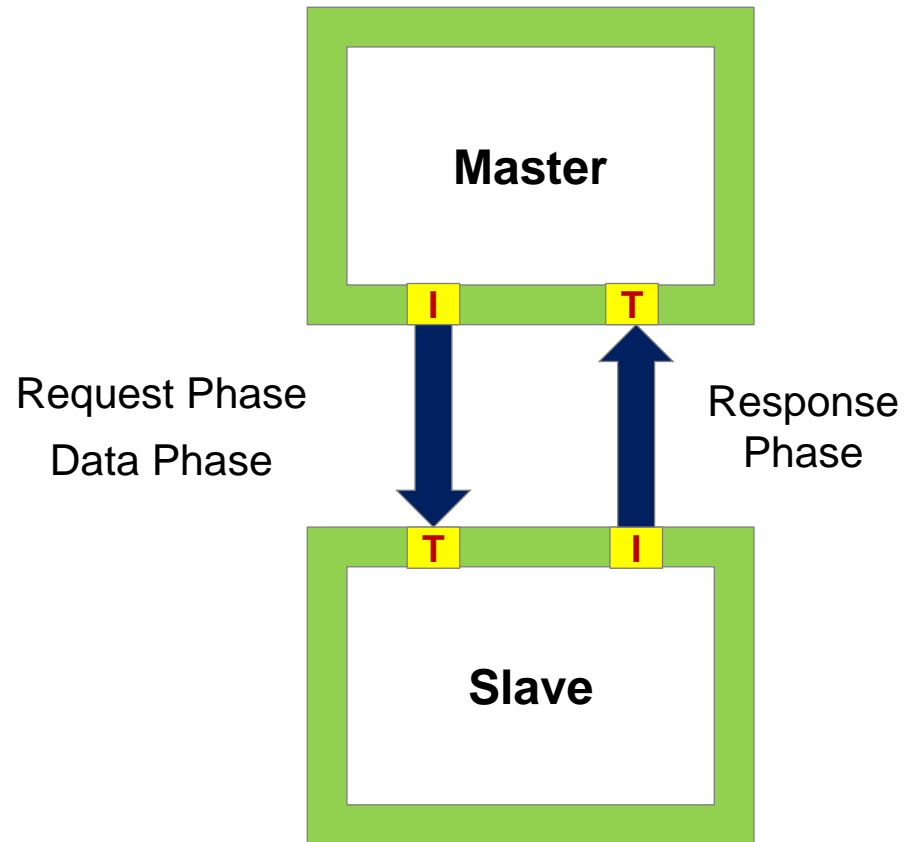 Master
I
T
Request Phase
Data Phase
Response
Phase
T
I
Slave